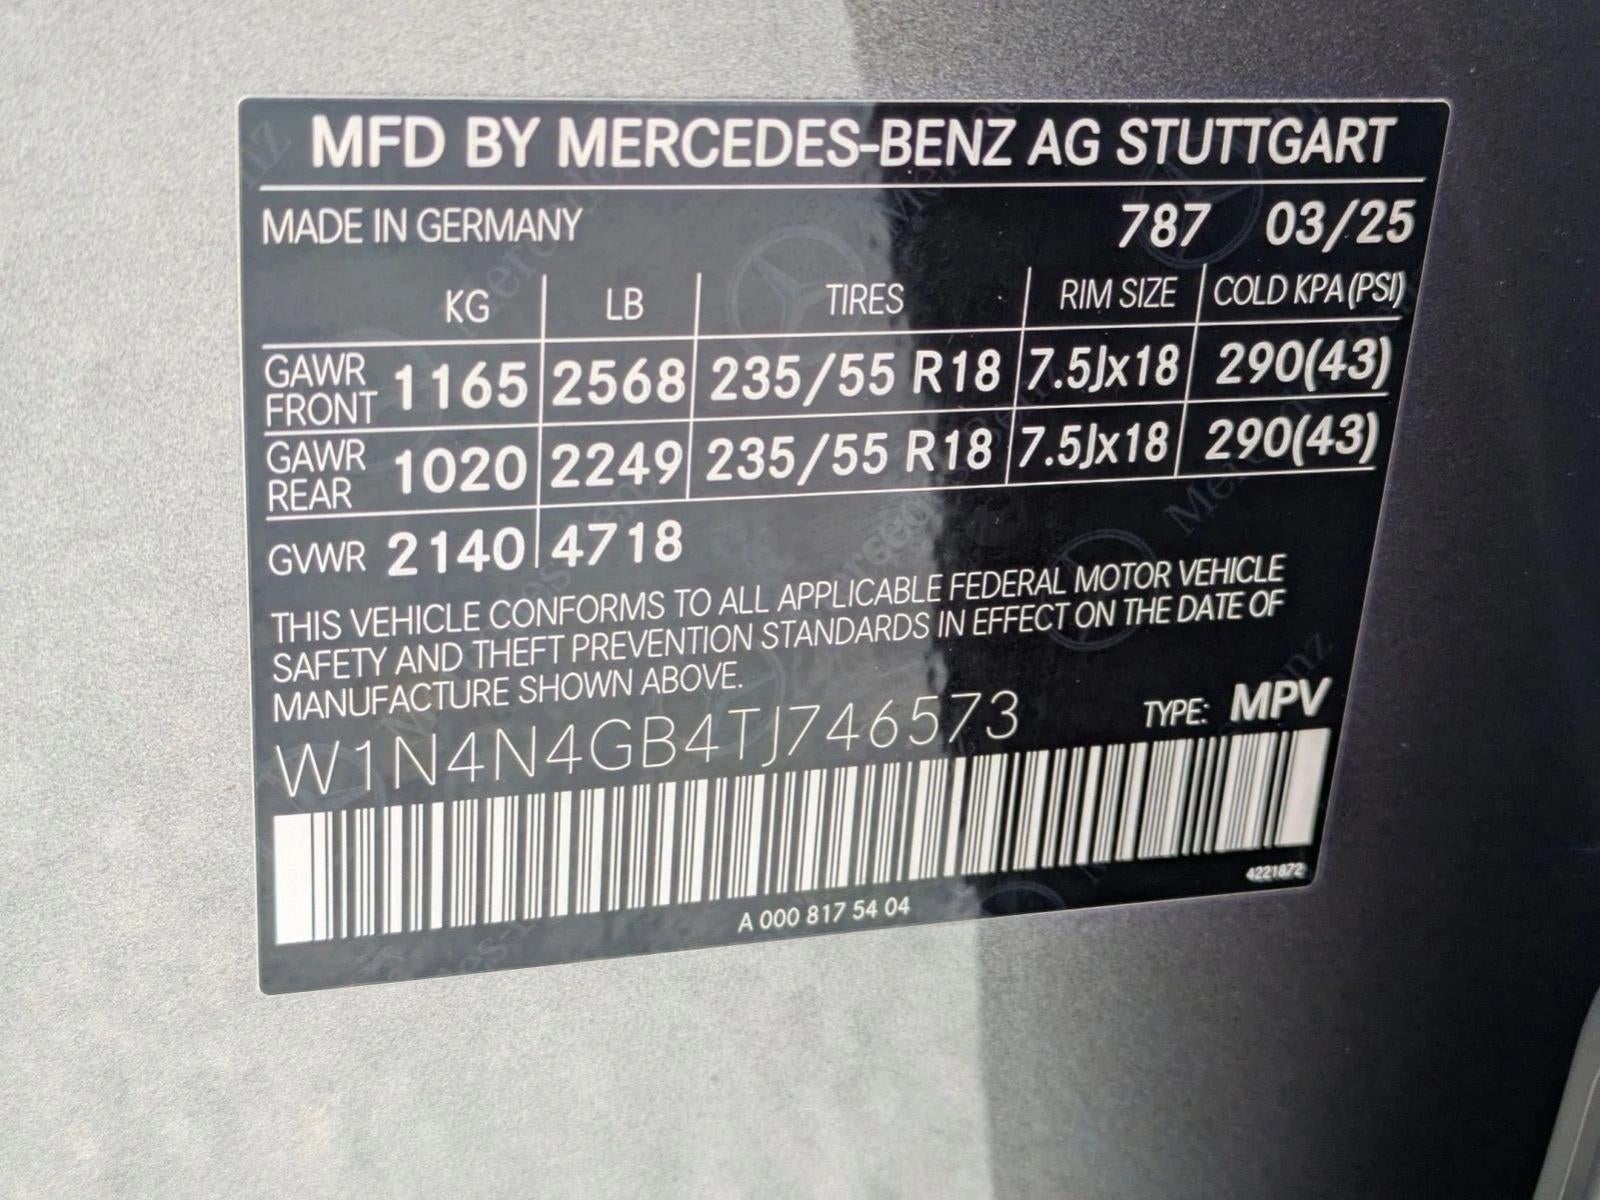 MFD BY MERCEDES-BENZ AG STUTTGART
MADE IN GERMANY 787 03/25
KG LB TIRES RIM SIZE COLD KPA(PSI)
GAWR FRONT 1165 2568 235/55 R18 7.5Jx18 290(43)
GAWR REAR 1020 2249 235/55 R18 7.5Jx18 290(43)
GVWR 2140 4718
THIS VEHICLE CONFORMS TO ALL APPLICABLE FEDERAL MOTOR VEHICLE
SAFETY AND THEFT PREVENTION STANDARDS IN EFFECT ON THE DATE OF
MANUFACTURE SHOWN ABOVE.
W1N4N4GB4TJ746573 TYPE: MPV
4221872
A 000 817 54 04